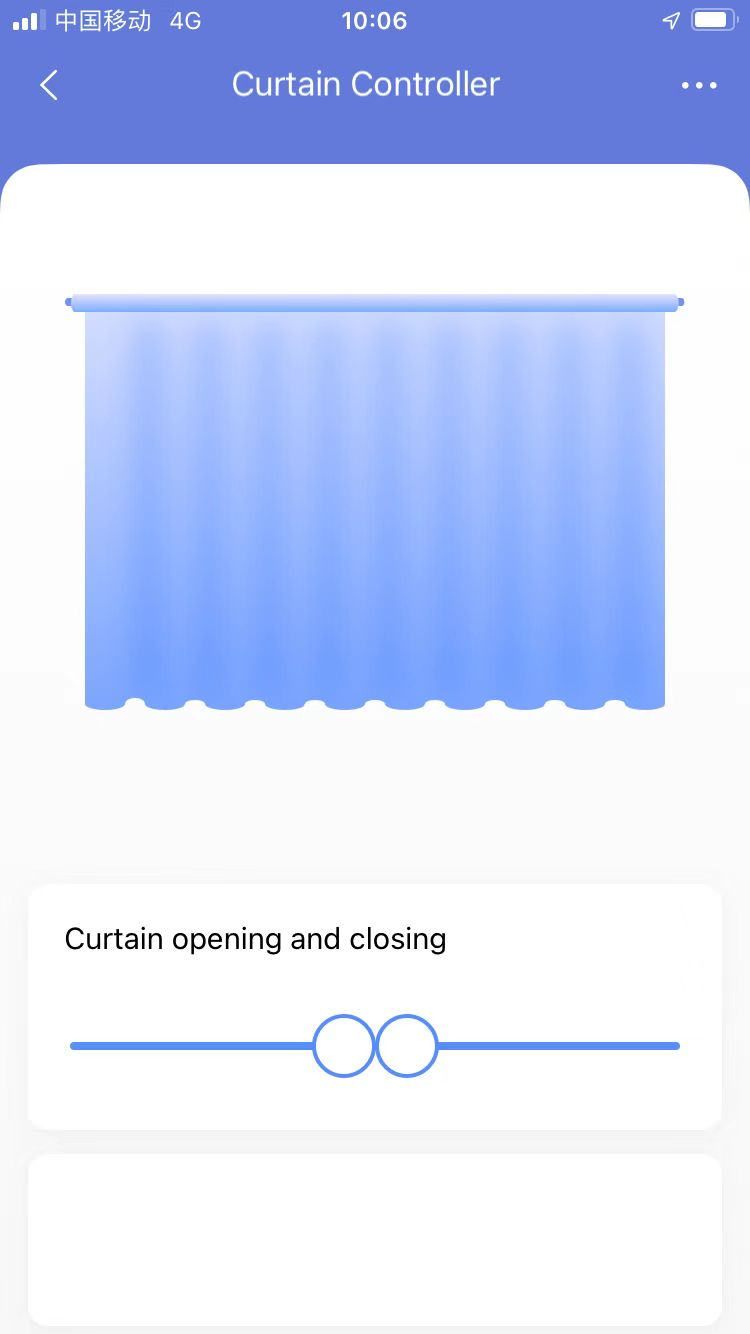 中国移动 4G 10:06
Curtain Controller
Curtain opening and closing